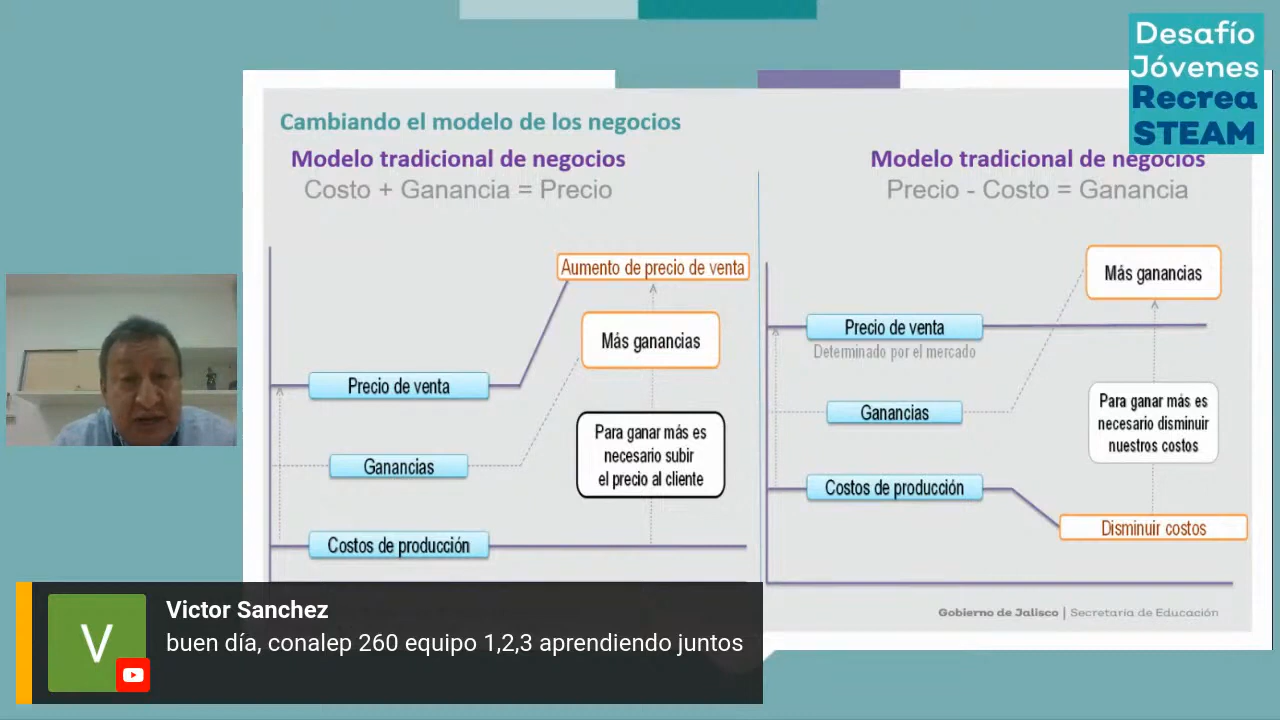 Desafío
Jóvenes
Recrea
STEAM
Cambiando el modelo de los negocios
Modelo tradicional de negocios
Costo + Ganancia = Precio
Aumento de precio de venta
Más ganancias
Precio de venta
Para ganar más es
necesario subir
el precio al cliente
Ganancias
Costos de producción
Modelo tradicional de negocios
Precio - Costo = Ganancia
Más ganancias
Precio de venta
Determinado por el mercado
Para ganar más es
necesario disminuir
nuestros costos
Ganancias
Costos de producción
Disminuir costos
Gobierno de Jalisco | Secretaría de Educación
V
Victor Sanchez
buen día, conalep 260 equipo 1,2,3 aprendiendo juntos